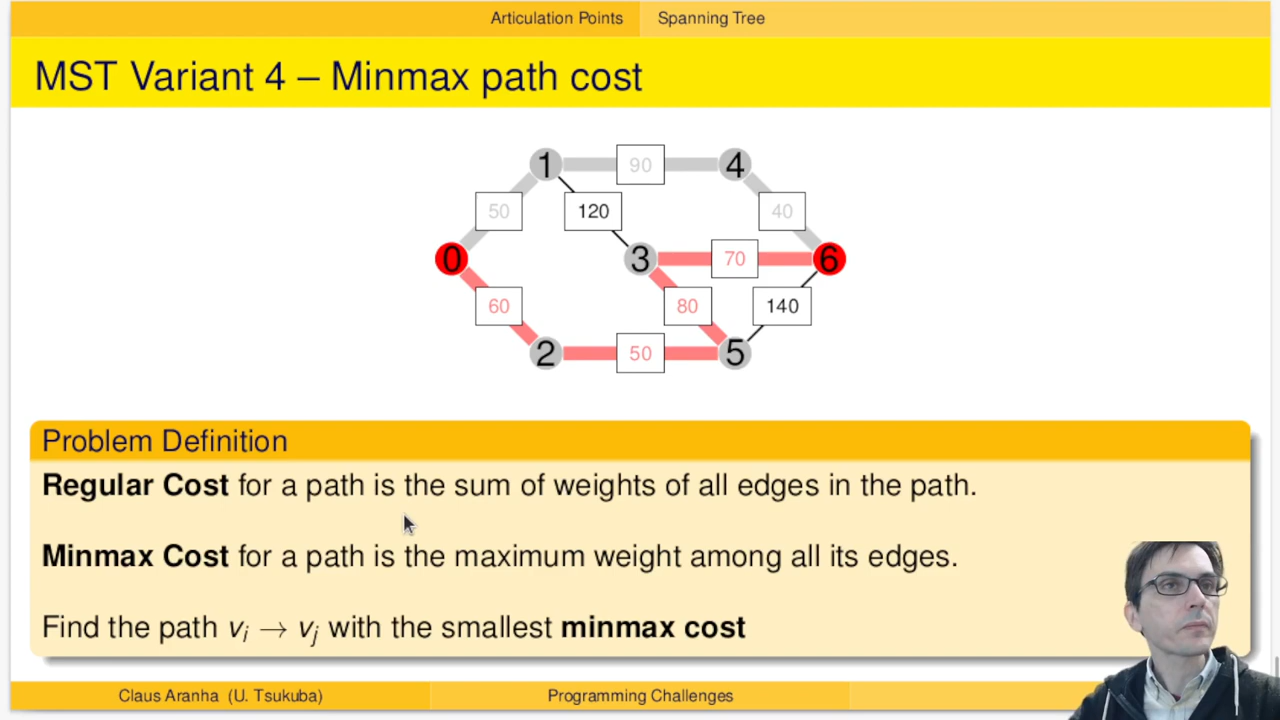 Articulation Points Spanning Tree
MST Variant 4 – Minmax path cost
1 90 4
50 120 40
0 3 70 6
60 80 140
2 50 5
Problem Definition
Regular Cost for a path is the sum of weights of all edges in the path.
Minmax Cost for a path is the maximum weight among all its edges.
Find the path vi → vj with the smallest minmax cost
Claus Aranha (U. Tsukuba) Programming Challenges